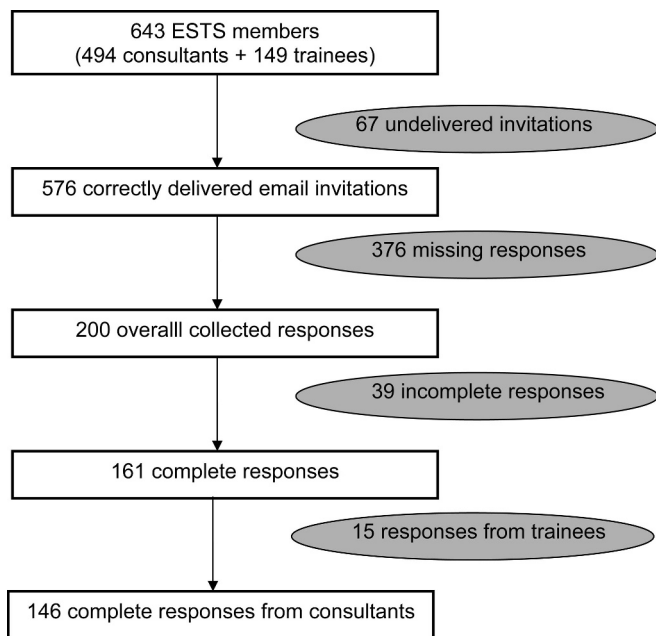 643 ESTS members
(494 consultants + 149 trainees)
67 undelivered invitations
576 correctly delivered email invitations
376 missing responses
200 overalll collected responses
39 incomplete responses
161 complete responses
15 responses from trainees
146 complete responses from consultants